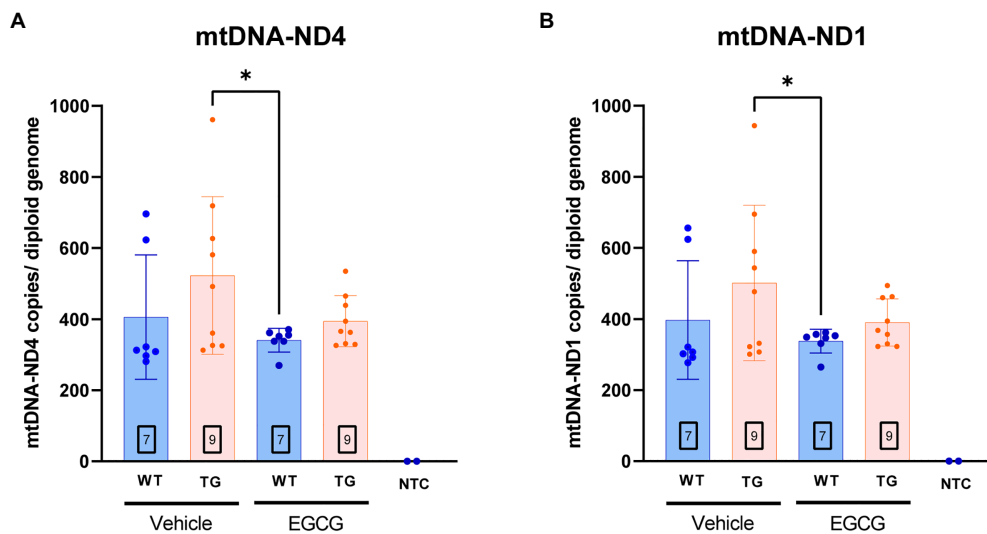 A
mtDNA-ND4
*
mtDNA-ND4 copies/ diploid genome
1000
800
600
400
200
0
7
9
7
9
WT
TG
WT
TG
NTC
Vehicle
EGCG
B
mtDNA-ND1
*
mtDNA-ND1 copies/ diploid genome
1000
800
600
400
200
0
7
9
7
9
WT
TG
WT
TG
NTC
Vehicle
EGCG